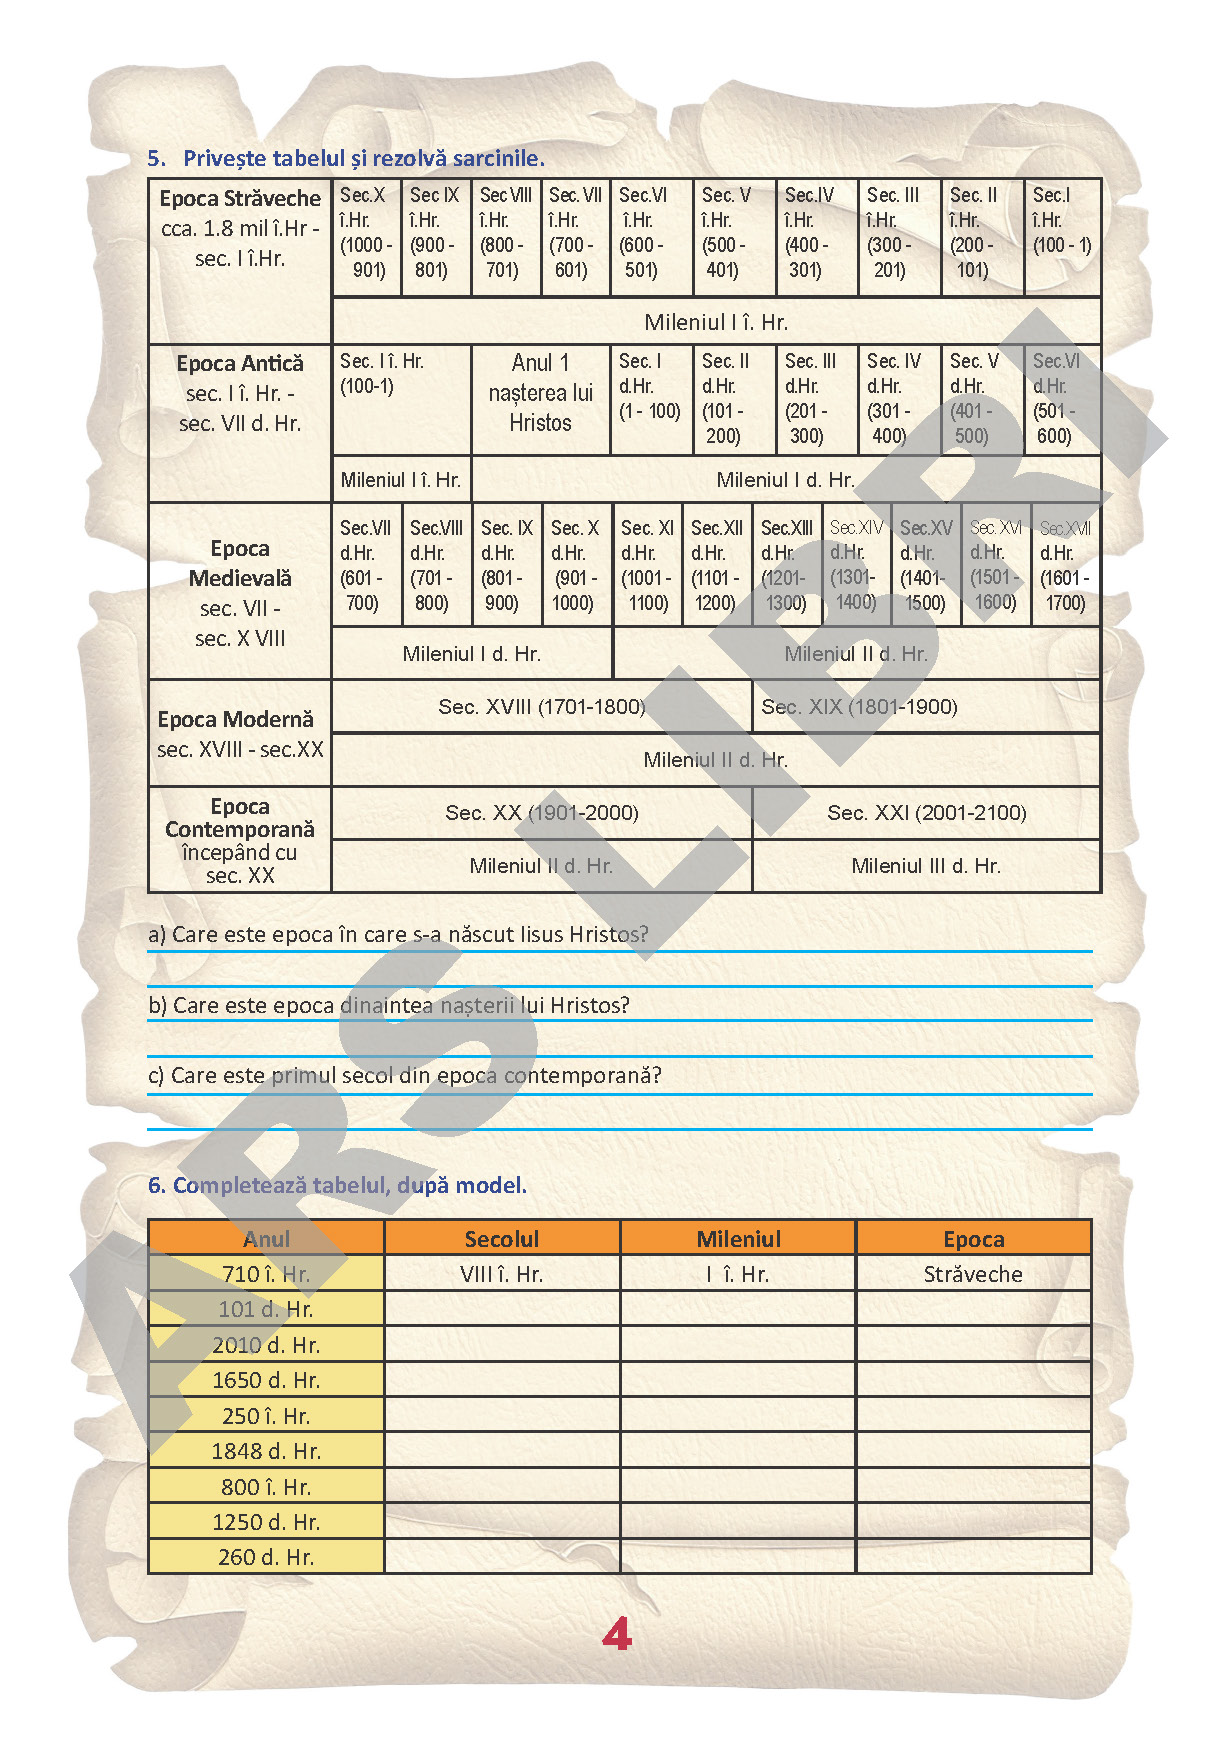 5. Privește tabelul și rezolvă sarcinile.
Epoca Străveche
cca. 1.8 mil î.Hr -
sec. I î.Hr.
Sec.X
î.Hr.
(1000 -
901)
Sec IX
î.Hr.
(900 -
801)
Sec VIII
î.Hr.
(800 -
701)
Sec. VII
î.Hr.
(700 -
601)
Sec.VI
î.Hr.
(600 -
501)
Sec. V
î.Hr.
(500 -
401)
Sec.IV
î.Hr.
(400 -
301)
Sec. III
î.Hr.
(300 -
201)
Sec. II
î.Hr.
(200 -
101)
Sec.I
î.Hr.
(100 - 1)
Mileniul I î. Hr.
Epoca Antică
sec. I î. Hr. -
sec. VII d. Hr.
Sec. I î. Hr.
(100-1)
Anul 1
nașterea lui
Hristos
Sec. I
d.Hr.
(1 - 100)
Sec. II
d.Hr.
(101 -
200)
Sec. III
d.Hr.
(201 -
300)
Sec. IV
d.Hr.
(301 -
400)
Sec. V
d.Hr.
(401 -
500)
Sec.VI
d.Hr.
(501 -
600)
Mileniul I î. Hr.
Mileniul I d. Hr.
Epoca
Medievală
sec. VII -
sec. X VIII
Sec.VII
d.Hr.
(601 -
700)
Sec.VIII
d.Hr.
(701 -
800)
Sec. IX
d.Hr.
(801 -
900)
Sec. X
d.Hr.
(901 -
1000)
Sec. XI
d.Hr.
(1001 -
1100)
Sec.XII
d.Hr.
(1101 -
1200)
Sec.XIII
d.Hr.
(1201-
1300)
Sec.XIV
d.Hr.
(1301-
1400)
Sec.XV
d.Hr.
(1401-
1500)
Sec. XVI
d.Hr.
(1501 -
1600)
Sec.XVII
d.Hr.
(1601 -
1700)
Mileniul I d. Hr.
Mileniul II d. Hr.
Epoca Modernă
sec. XVIII - sec.XX
Sec. XVIII (1701-1800)
Sec. XIX (1801-1900)
Mileniul II d. Hr.
Epoca
Contemporană
începând cu
sec. XX
Sec. XX (1901-2000)
Sec. XXI (2001-2100)
Mileniul II d. Hr.
Mileniul III d. Hr.
a) Care este epoca în care s-a născut Iisus Hristos?
b) Care este epoca dinaintea nașterii lui Hristos?
c) Care este primul secol din epoca contemporană?
6. Completează tabelul, după model.
Anul Secolul Mileniul Epoca
710 î. Hr. VIII î. Hr. I î. Hr. Străveche
101 d. Hr.
2010 d. Hr.
1650 d. Hr.
250 î. Hr.
1848 d. Hr.
800 î. Hr.
1250 d. Hr.
260 d. Hr.
4
ARS LIBRI